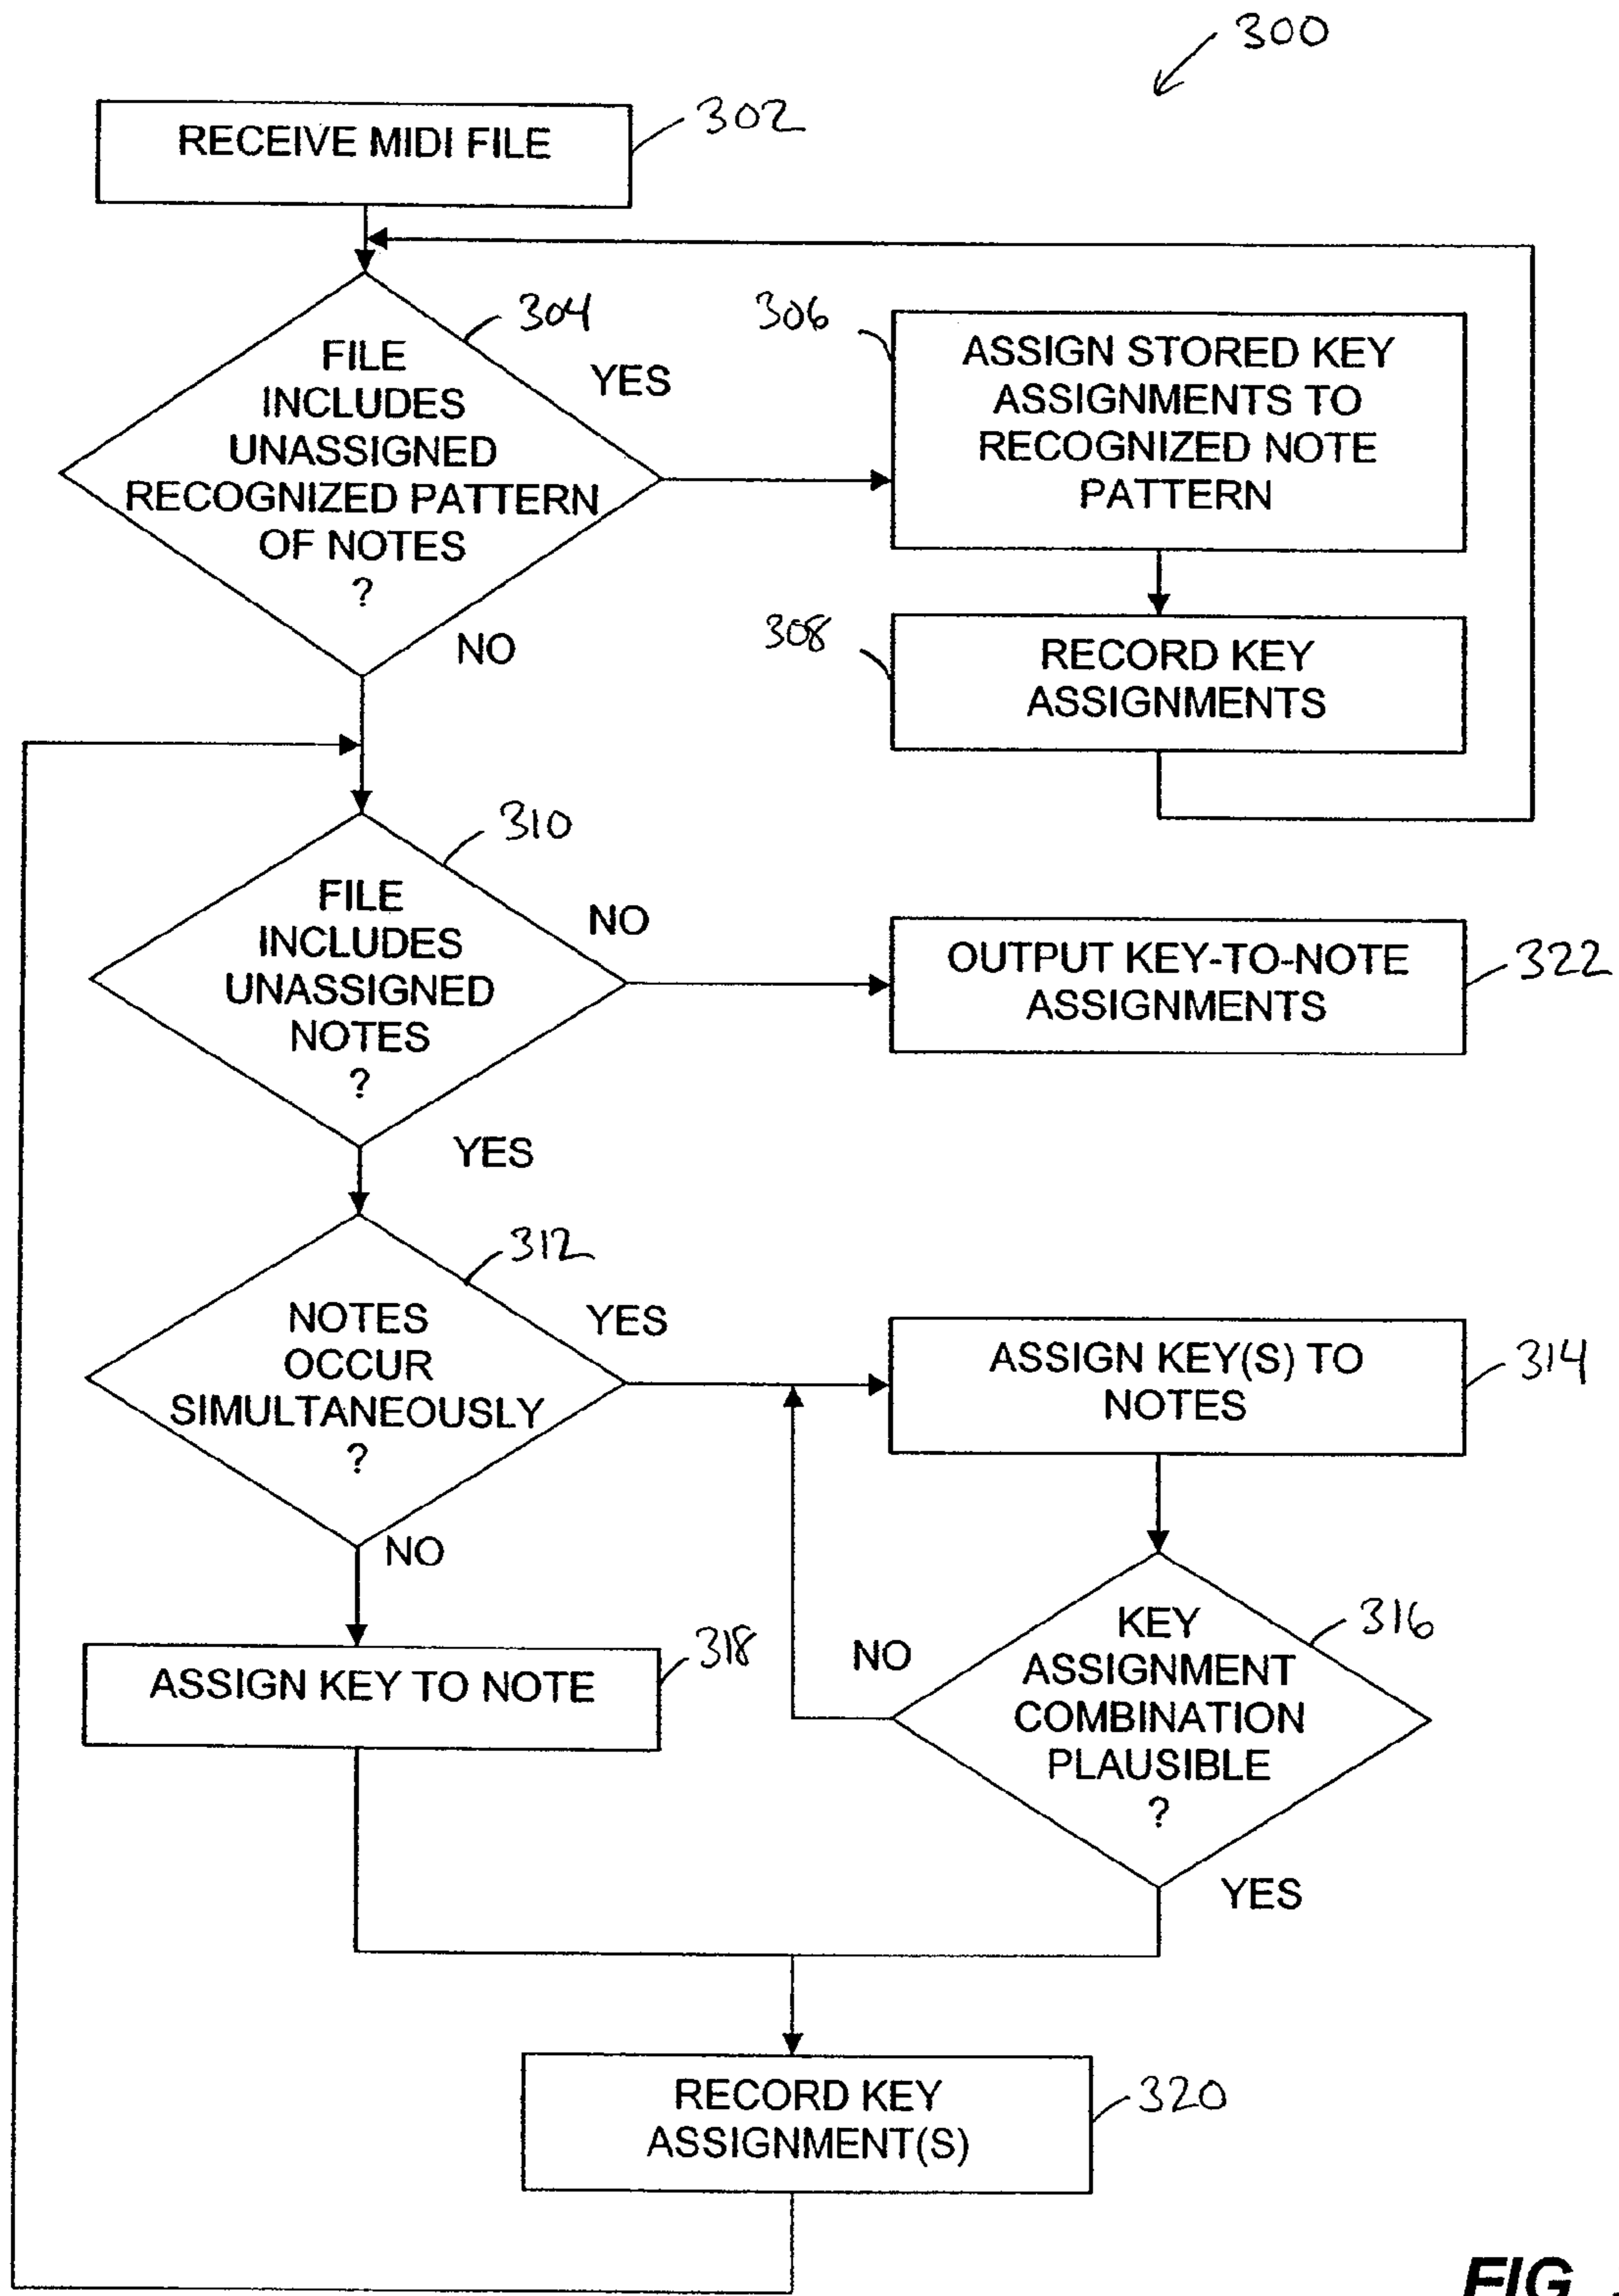 300
RECEIVE MIDI FILE
302
304
FILE
INCLUDES
UNASSIGNED
RECOGNIZED PATTERN
OF NOTES
?
YES
NO
306
ASSIGN STORED KEY
ASSIGNMENTS TO
RECOGNIZED NOTE
PATTERN
308
RECORD KEY
ASSIGNMENTS
310
FILE
INCLUDES
UNASSIGNED
NOTES
?
NO
YES
OUTPUT KEY-TO-NOTE
ASSIGNMENTS
322
312
NOTES
OCCUR
SIMULTANEOUSLY
?
YES
NO
ASSIGN KEY(S) TO
NOTES
314
316
KEY
ASSIGNMENT
COMBINATION
PLAUSIBLE
?
NO
YES
ASSIGN KEY TO NOTE
318
RECORD KEY
ASSIGNMENT(S)
320
FIG